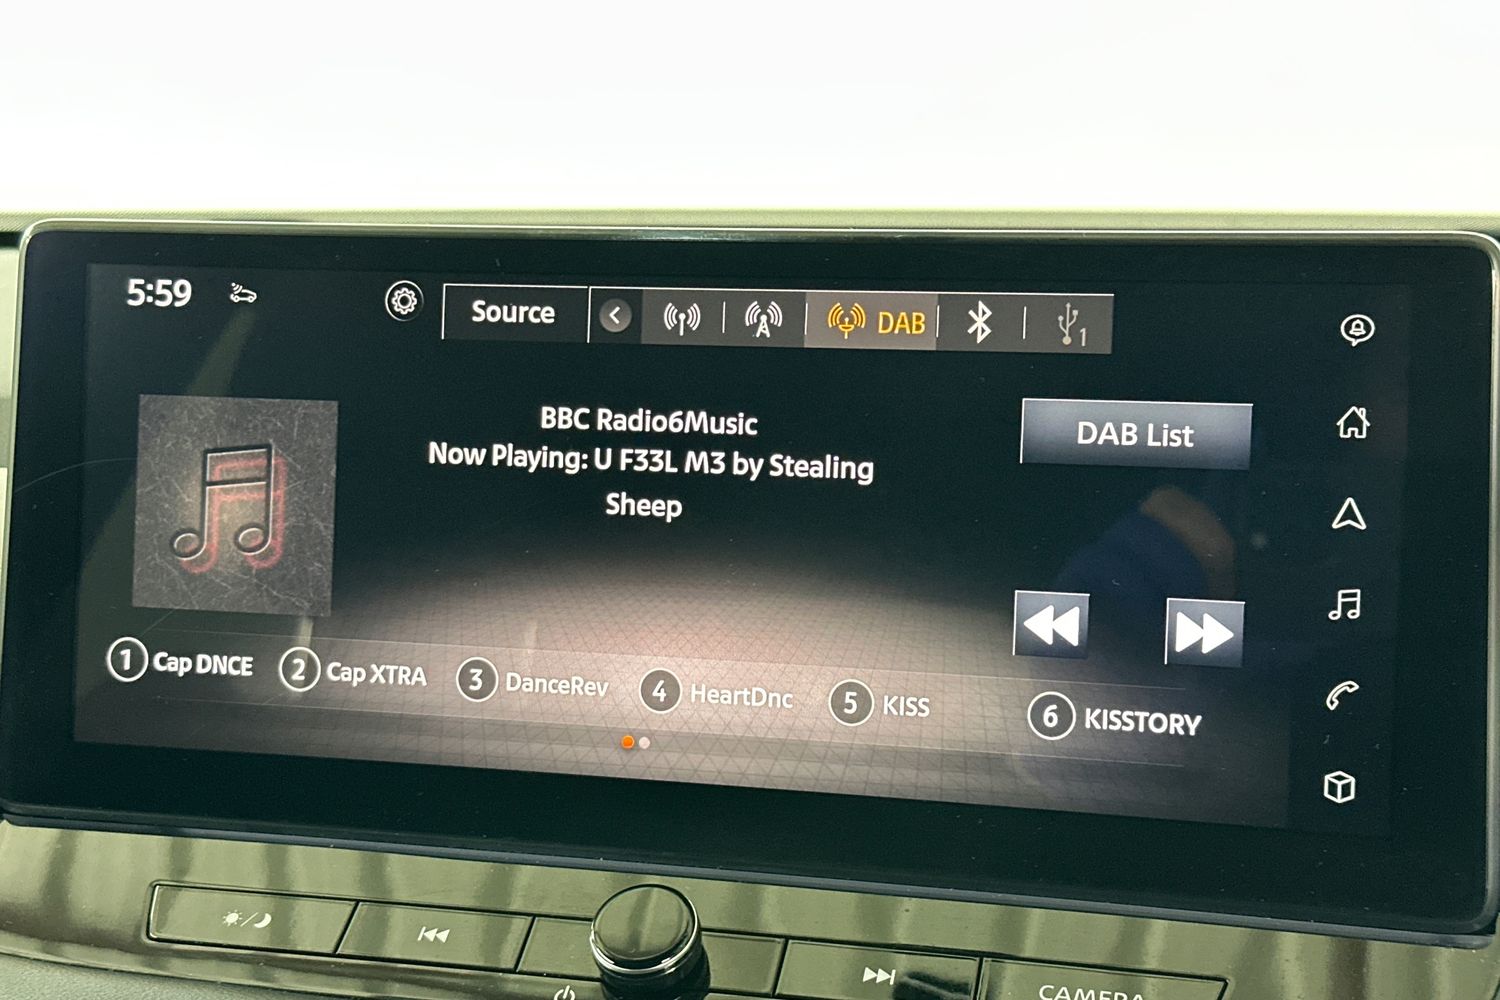 5:59
Source
DAB
1
BBC Radio6Music
Now Playing: U F33L M3 by Stealing
Sheep
DAB List
1 Cap DNCE
2 Cap XTRA
3 DanceRev
4 HeartDnc
5 KISS
6 KISSTORY
CAMERA